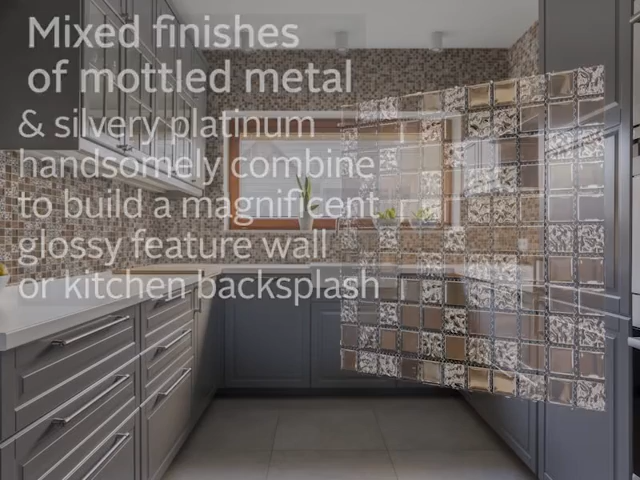 Mixed finishes
of mottled metal
& silvery platinum
handsomely combine
to build a magnificent
glossy feature wall
or kitchen backsplash